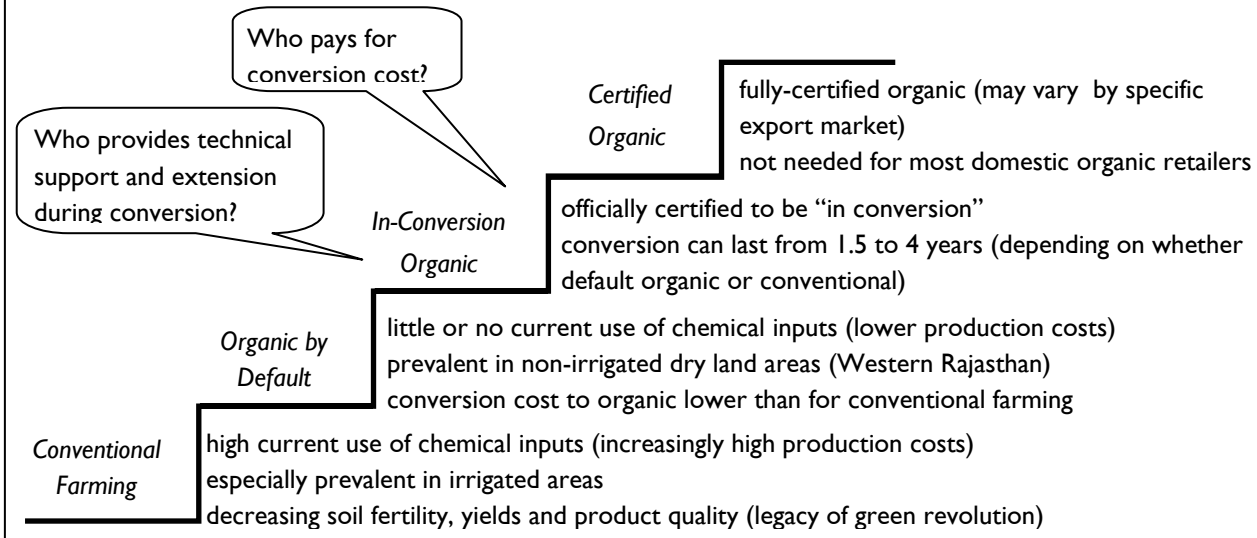 Who pays for
conversion cost?
Who provides technical
support and extension
during conversion?
Certified
Organic
fully-certified organic (may vary by specific
export market)
not needed for most domestic organic retailers
In-Conversion
Organic
officially certified to be “in conversion”
conversion can last from 1.5 to 4 years (depending on whether
default organic or conventional)
Organic by
Default
little or no current use of chemical inputs (lower production costs)
prevalent in non-irrigated dry land areas (Western Rajasthan)
conversion cost to organic lower than for conventional farming
Conventional
Farming
high current use of chemical inputs (increasingly high production costs)
especially prevalent in irrigated areas
decreasing soil fertility, yields and product quality (legacy of green revolution)